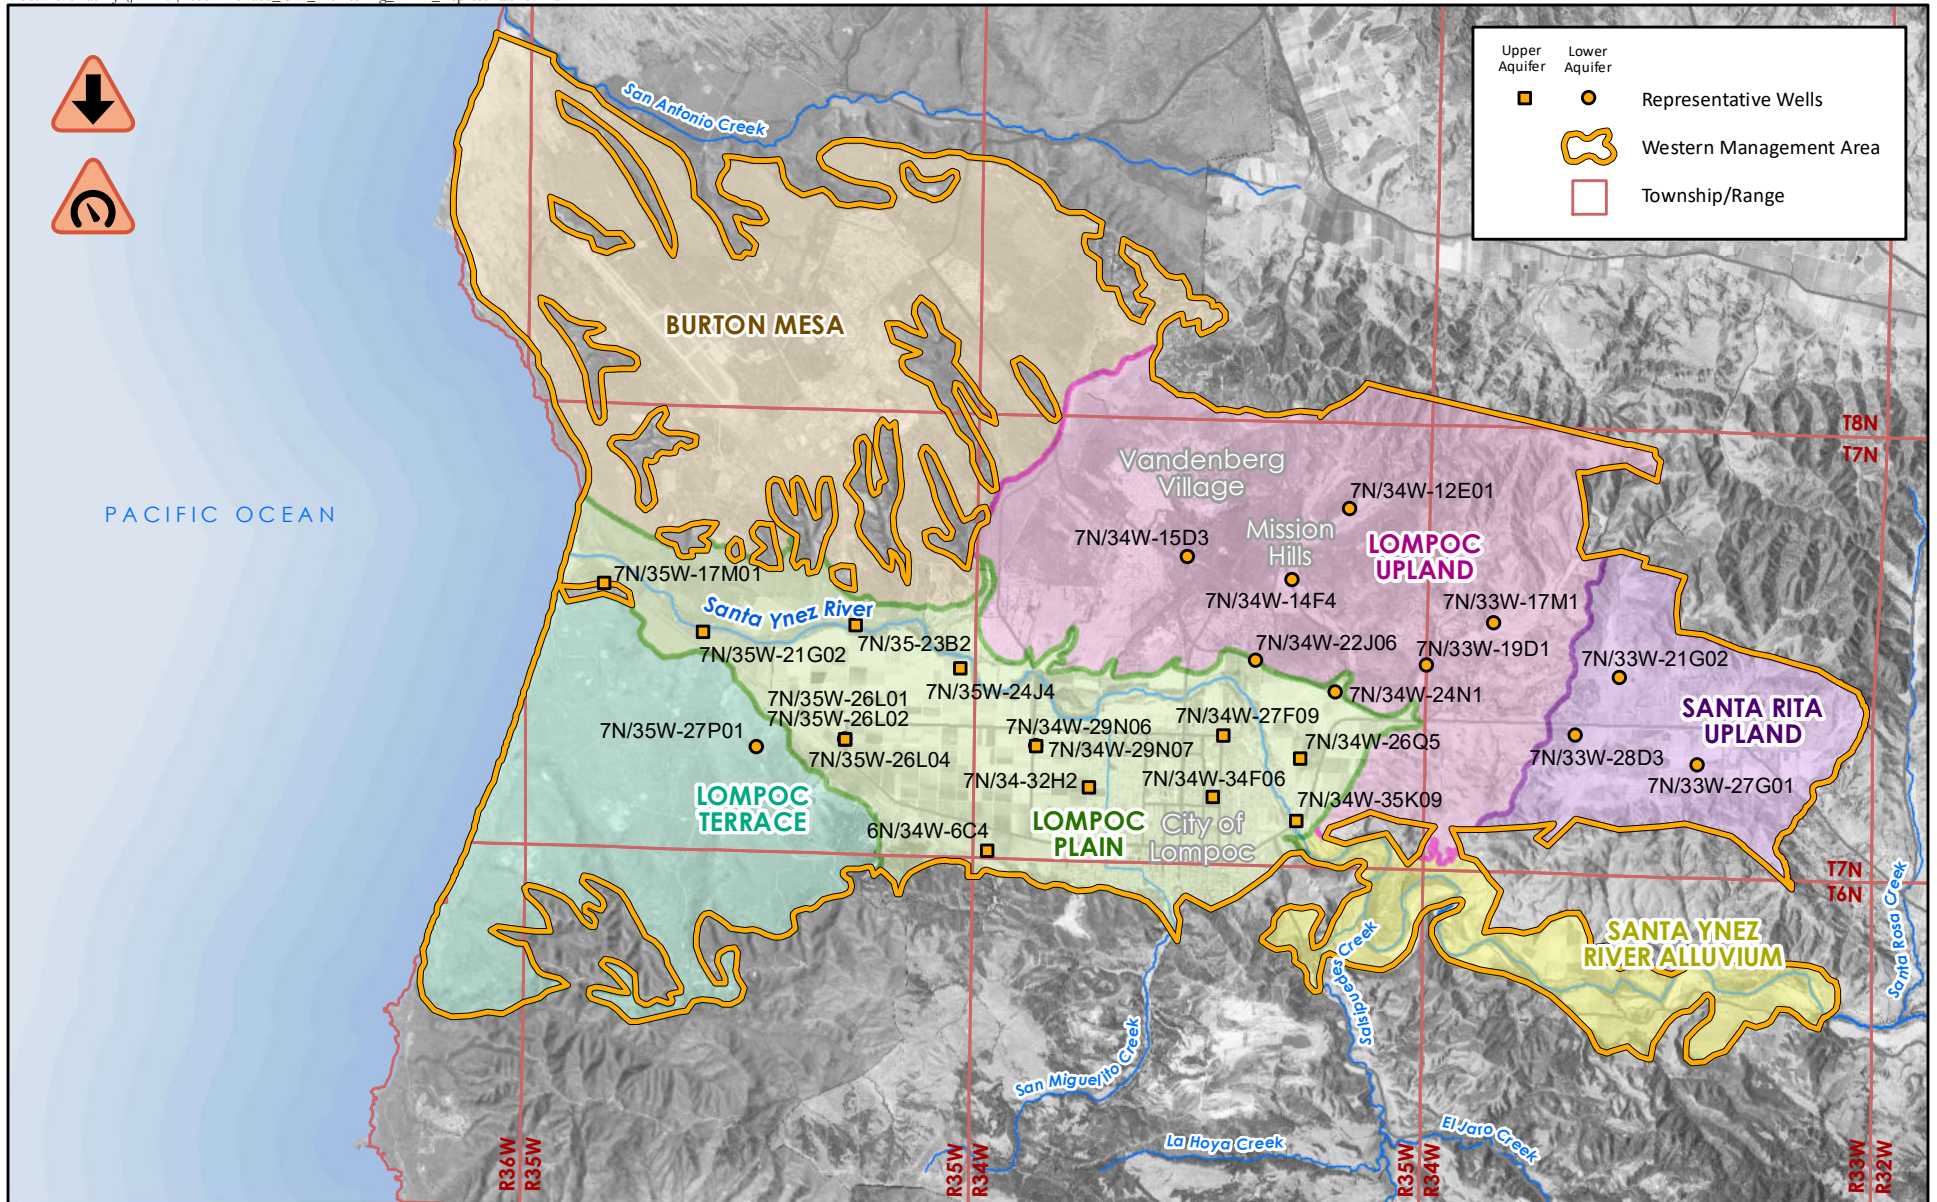 Upper
Aquifer
Lower
Aquifer
Representative Wells
Western Management Area
Township/Range
San Antonio Creek
BURTON MESA
T8N
T7N
Vandenberg
Village
7N/34W-12E01
PACIFIC OCEAN
7N/34W-15D3
Mission
Hills
LOMPOC
UPLAND
7N/35W-17M01
7N/34W-14F4
7N/33W-17M1
Santa Ynez River
7N/35-23B2
7N/35W-21G02
7N/34W-22J06
7N/33W-19D1
7N/33W-21G02
7N/35W-24J4
7N/34W-24N1
7N/35W-26L01
7N/35W-26L02
7N/35W-26L04
7N/35W-27P01
7N/34W-29N06
7N/34W-29N07
7N/34W-27F09
7N/34W-26Q5
SANTA RITA
UPLAND
7N/33W-28D3
7N/33W-27G01
7N/34-32H2
7N/34W-34F06
LOMPOC
TERRACE
7N/34W-35K09
6N/34W-6C4
LOMPOC
PLAIN
City of
Lompoc
T7N
T6N
Santa Rosa Creek
SANTA YNEZ
RIVER ALLUVIUM
Salsipuedes Creek
San Miguelito Creek
La Hoya Creek
El Jaro Creek
R36W
R35W
R35W
R34W
R35W
R34W
R33W
R32W